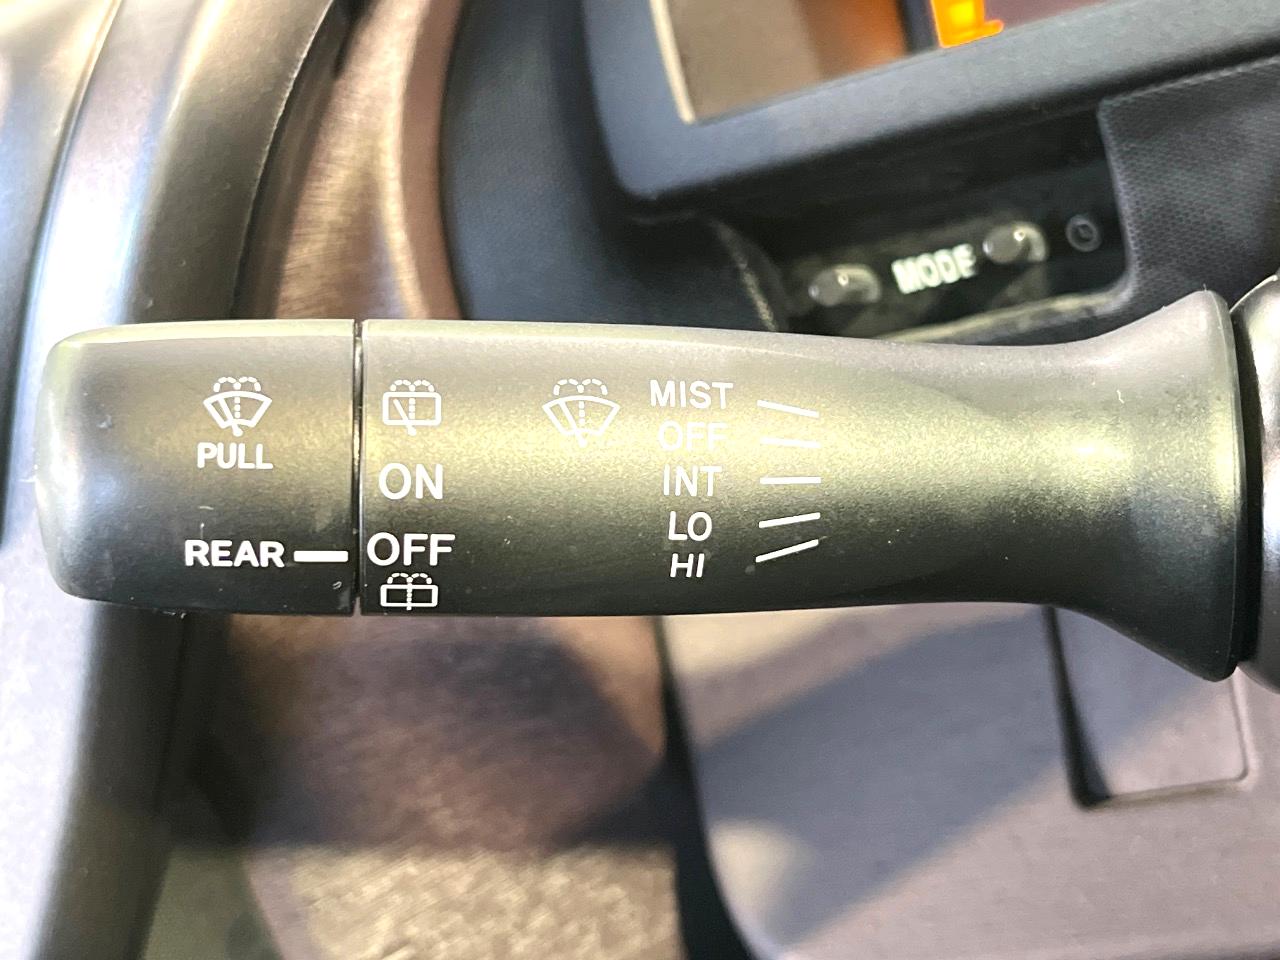 MODE
PULL
REAR
ON
OFF
MIST
OFF
INT
LO
HI